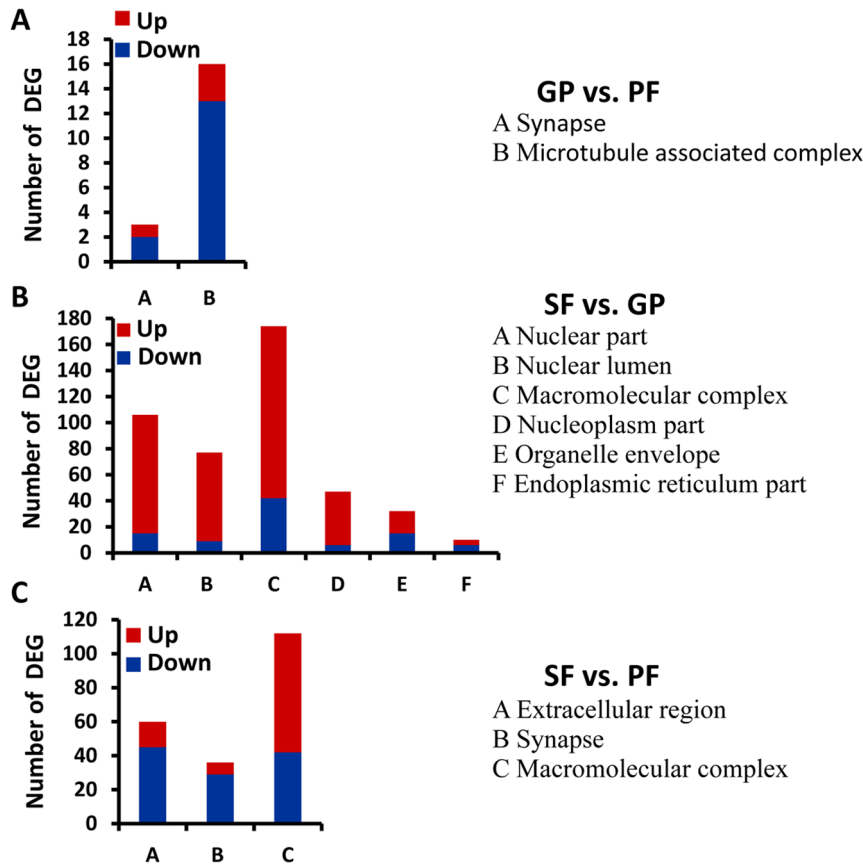 A
Up
Down
Number of DEG
18
16
14
12
10
8
6
4
2
0
A B
GP vs. PF
A Synapse
B Microtubule associated complex
B
Up
Down
Number of DEG
180
160
140
120
100
80
60
40
20
0
A B C D E F
SF vs. GP
A Nuclear part
B Nuclear lumen
C Macromolecular complex
D Nucleoplasm part
E Organelle envelope
F Endoplasmic reticulum part
C
Up
Down
Number of DEG
120
100
80
60
40
20
0
A B C
SF vs. PF
A Extracellular region
B Synapse
C Macromolecular complex